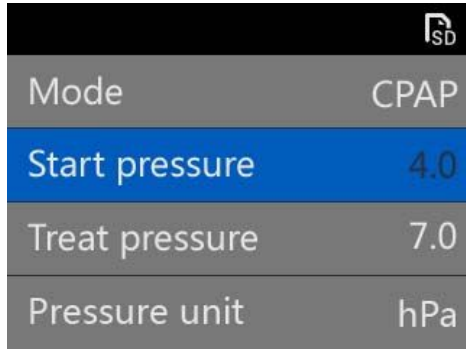 SD
Mode CPAP
Start pressure 4.0
Treat pressure 7.0
Pressure unit hPa